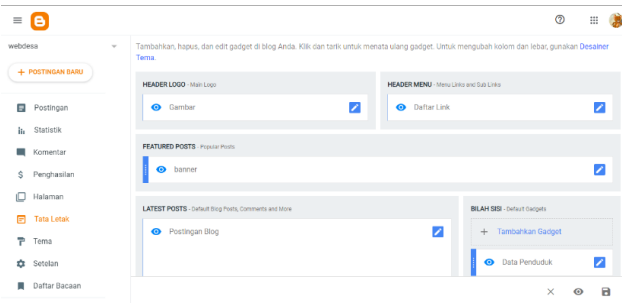 webdesa
+ POSTINGAN BARU
Postingan
Statistik
Komentar
Penghasilan
Halaman
Tata Letak
Tema
Setelan
Daftar Bacaan
Tambahkan, hapus, dan edit gadget di blog Anda. Klik dan tarik untuk menata ulang gadget. Untuk mengubah kolom dan lebar, gunakan Desainer
Tema.
HEADER LOGO - Main Logo
Gambar
HEADER MENU - Menu Links and Sub Links
Daftar Link
FEATURED POSTS - Popular Posts
banner
LATEST POSTS - Default Blog Posts, Comments and More
Postingan Blog
BILAH SISI - Default Gadgets
+ Tambahkan Gadget
Data Penduduk